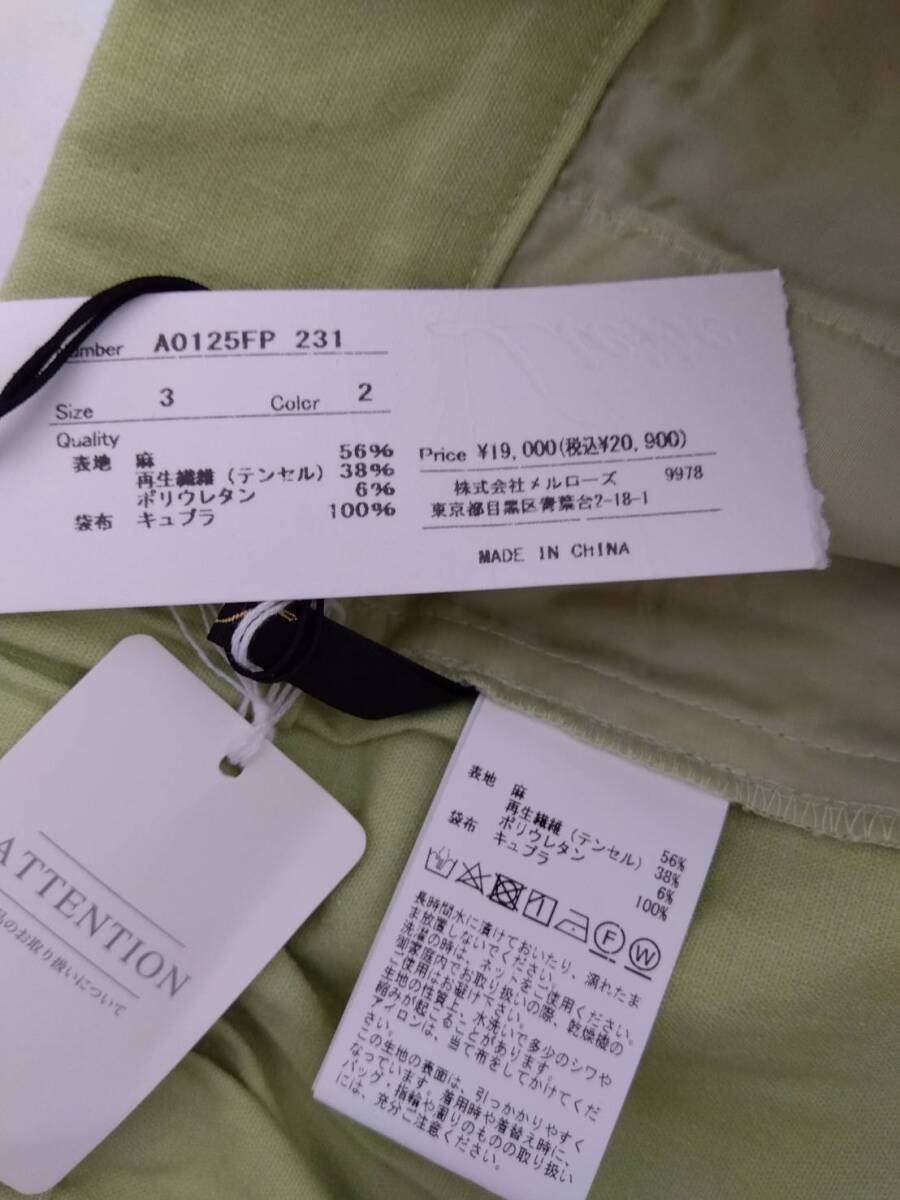 umber A0125FP 231
Size 3 Color 2
Quality
表地 麻 56%
再生繊維 (テンセル) 38%
ポリウレタン 6%
袋布 キュプラ 100%
Price ¥19,000(税込¥20,900)
株式会社メルローズ 9978
東京都目黒区青葉台2-18-1
MADE IN CHINA
ATTENTION
品のお取り扱いについて
表地 麻 56%
再生繊維 (テンセル) 38%
ポリウレタン 6%
袋布 キュプラ 100%
F W
長時間水に漬けておいたり、濡れたま
ま放置しないでください。
洗濯の時は、ネットをご使用ください。
御家庭内でお取り扱いの際、乾燥機の
ご使用はお避け下さい。
生地の性質上、水洗いで多少のシワや
縮みが起こることがあります。
アイロンは、当て布をしてかけてくだ
さい。
この生地の表面は、引っかかりやすく
なっています。着用時や着替え時に、
バッグ・指輪や周りのものの取り扱い
には、充分ご注意ください。